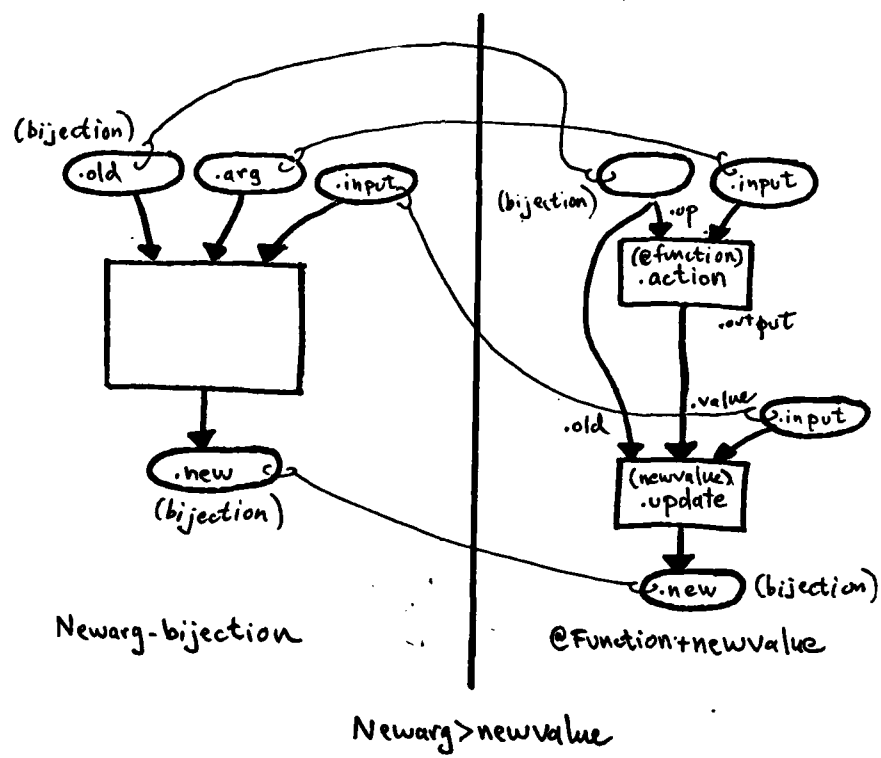 (bijection)
.old
.arg
.input
.new
(bijection)
Newarg-bijection
(bijection)
.input
.op
(@function)
.action
.output
.old
.value
.input
(newvalue)
.update
.new
(bijection)
@Function+newvalue
Newarg>newvalue